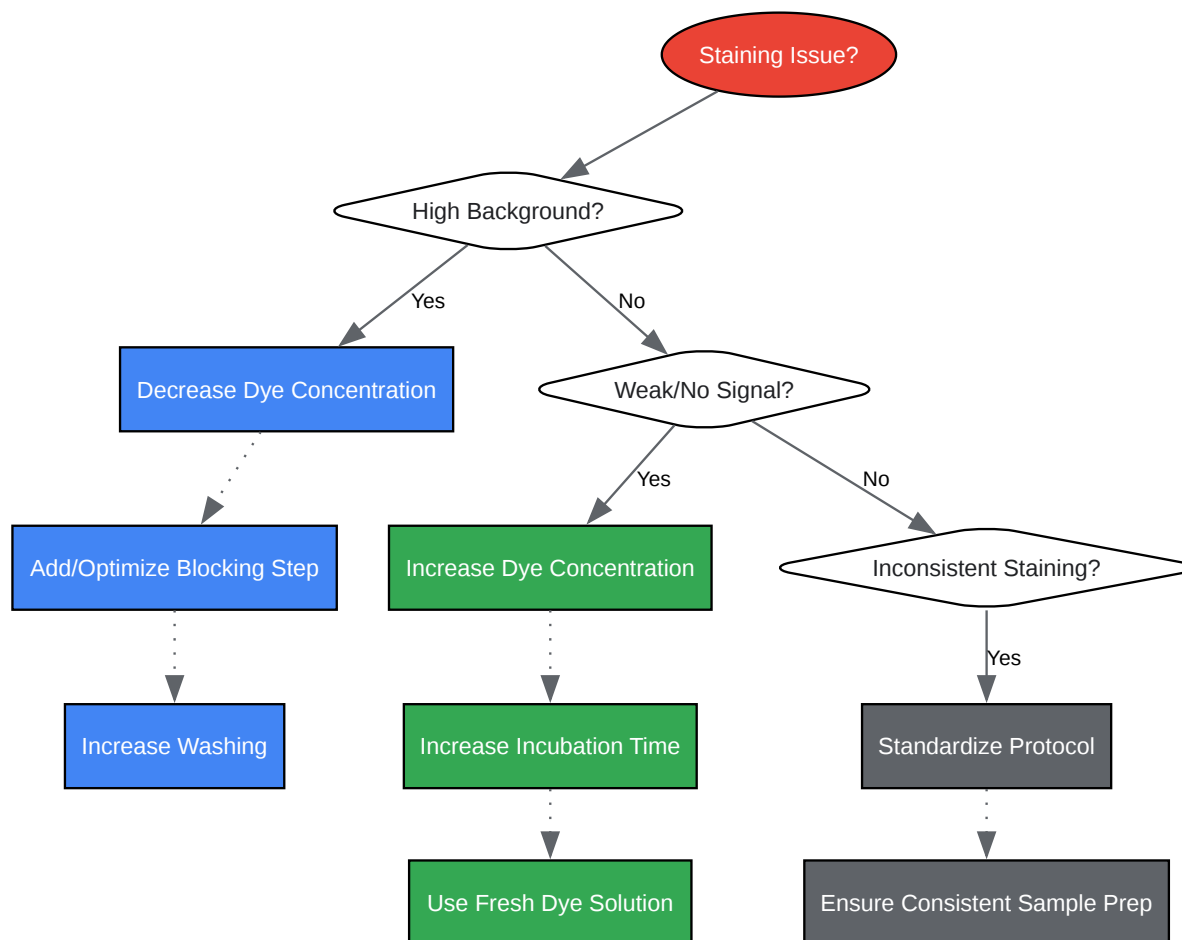 Staining Issue?
High Background?
Yes
No
Decrease Dye Concentration
Weak/No Signal?
Yes
No
Add/Optimize Blocking Step
Increase Dye Concentration
Inconsistent Staining?
Yes
Increase Washing
Increase Incubation Time
Standardize Protocol
Use Fresh Dye Solution
Ensure Consistent Sample Prep